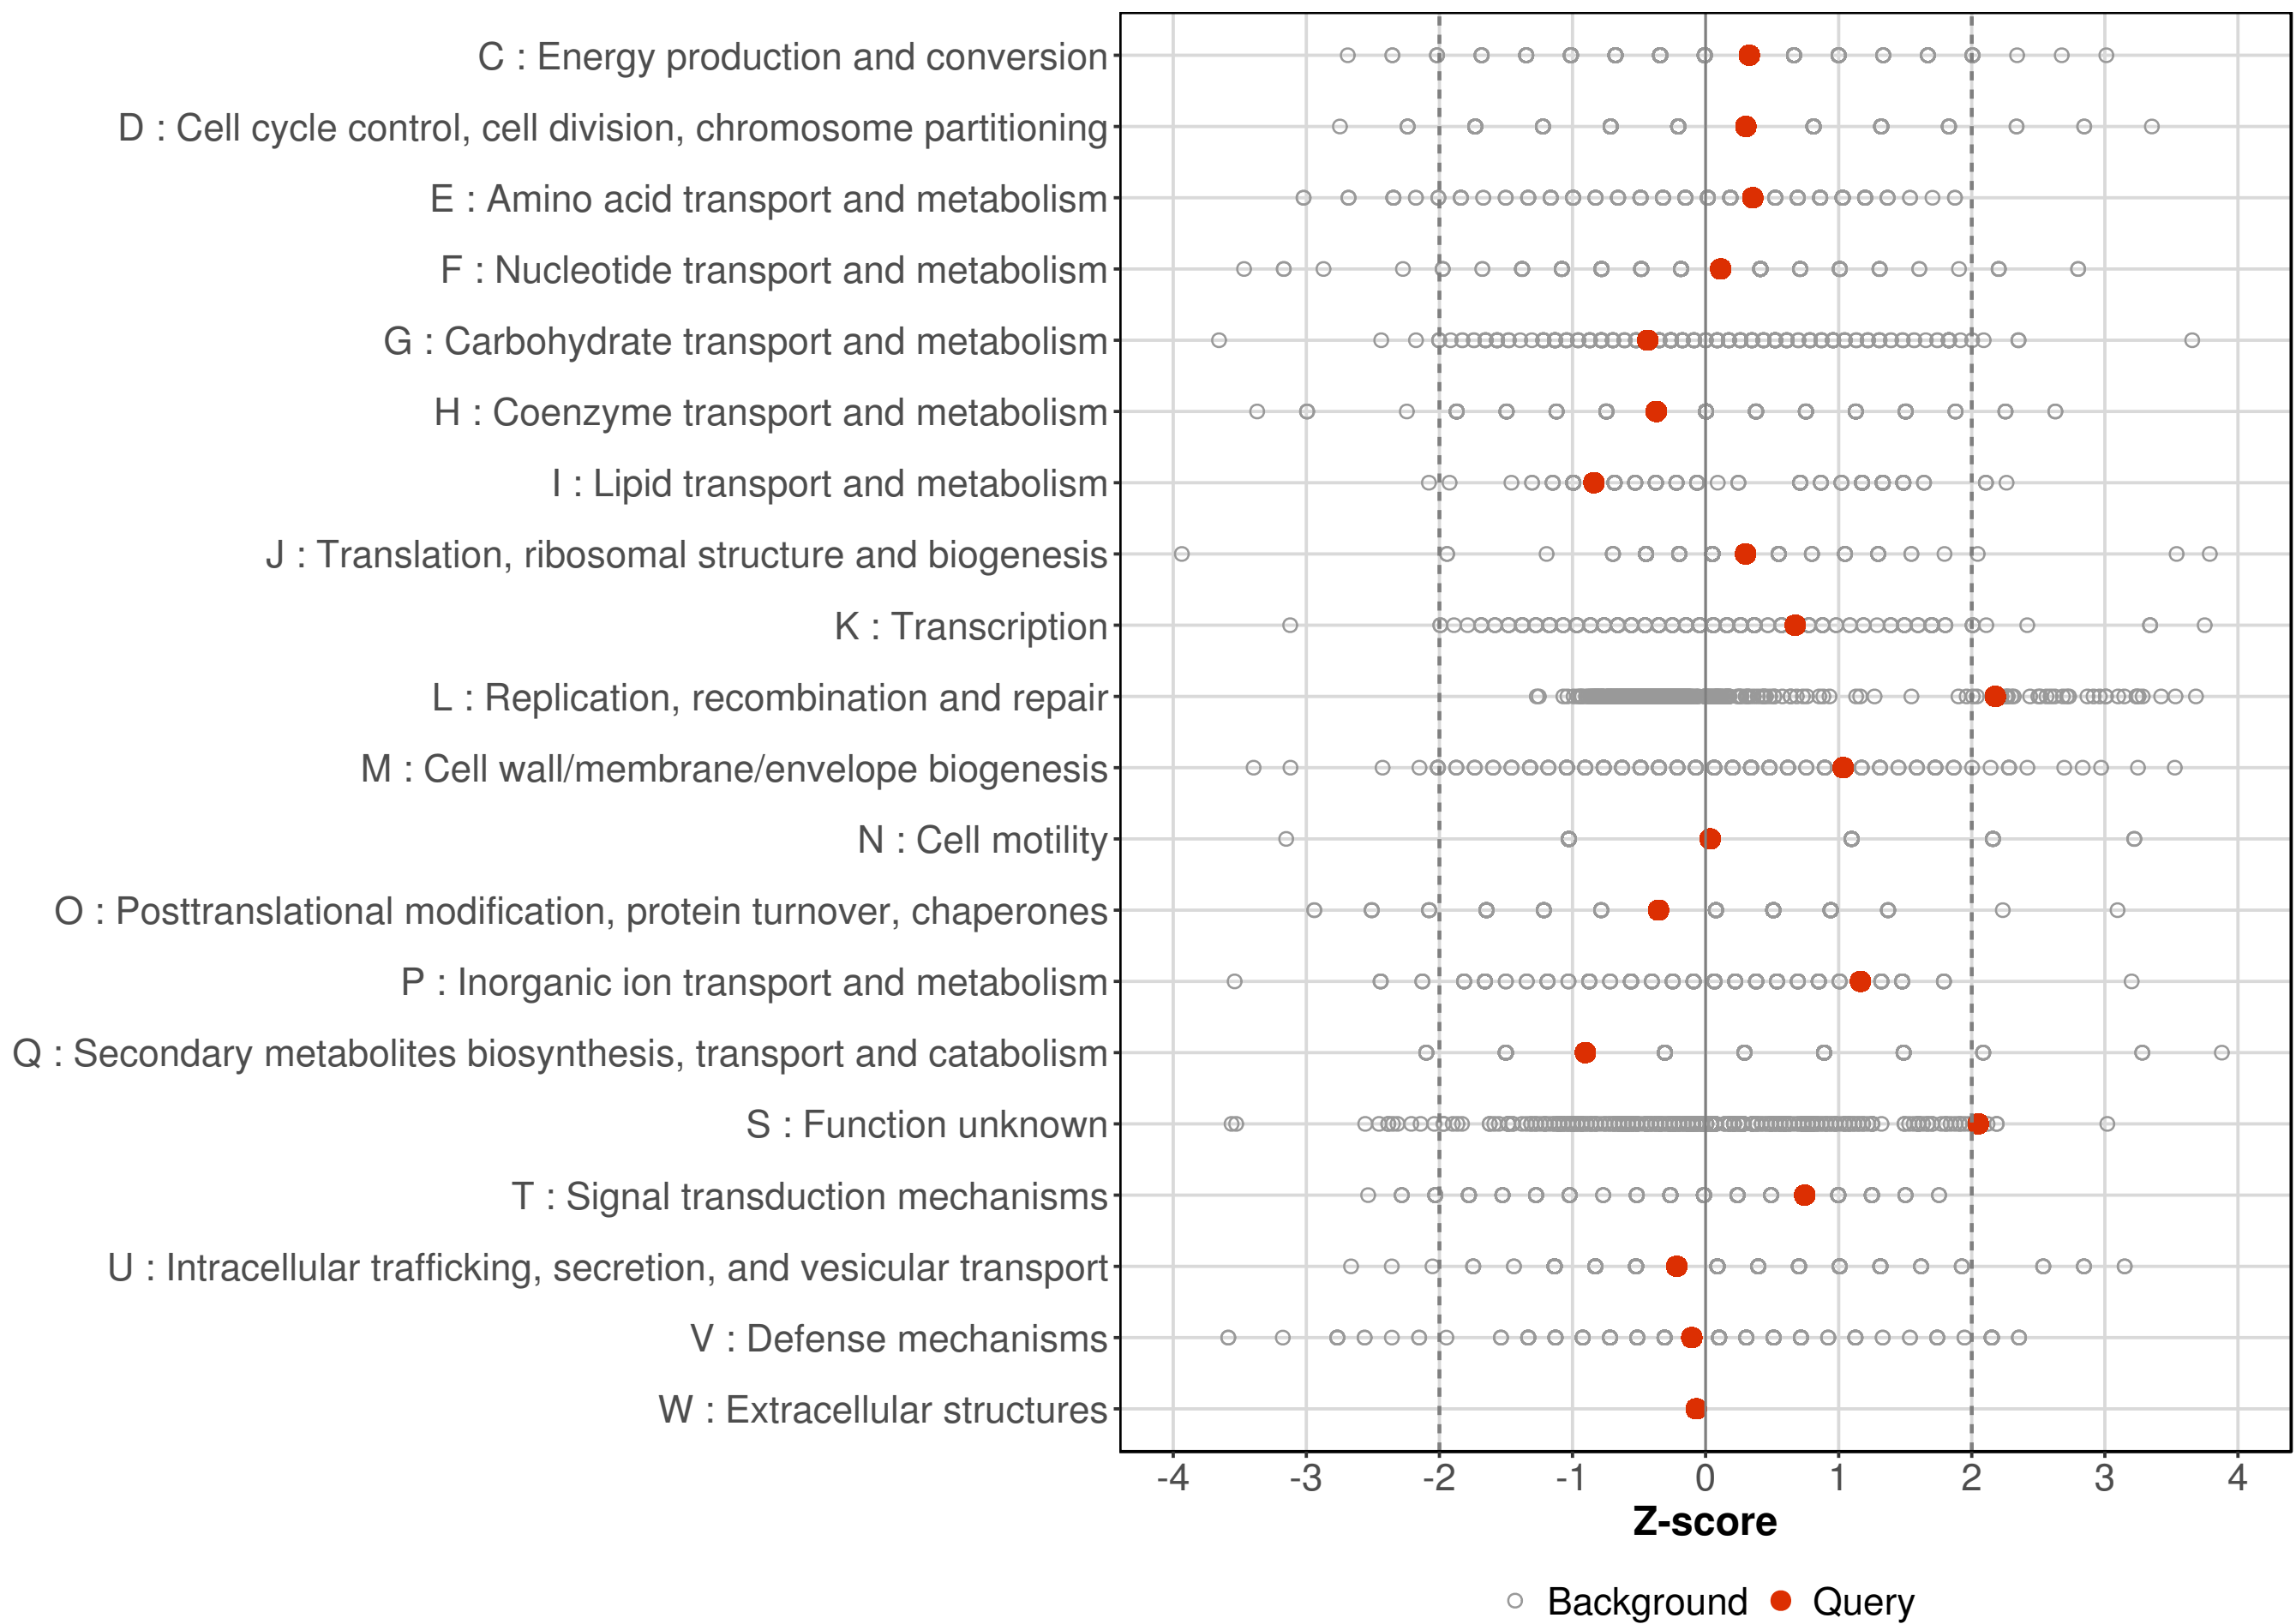 C : Energy production and conversion
D : Cell cycle control, cell division, chromosome partitioning
E : Amino acid transport and metabolism
F : Nucleotide transport and metabolism
G : Carbohydrate transport and metabolism
H : Coenzyme transport and metabolism
I : Lipid transport and metabolism
J : Translation, ribosomal structure and biogenesis
K : Transcription
L : Replication, recombination and repair
M : Cell wall/membrane/envelope biogenesis
N : Cell motility
O : Posttranslational modification, protein turnover, chaperones
P : Inorganic ion transport and metabolism
Q : Secondary metabolites biosynthesis, transport and catabolism
S : Function unknown
T : Signal transduction mechanisms
U : Intracellular trafficking, secretion, and vesicular transport
V : Defense mechanisms
W : Extracellular structures
-4 -3 -2 -1 0 1 2 3 4
Z-score
Background Query